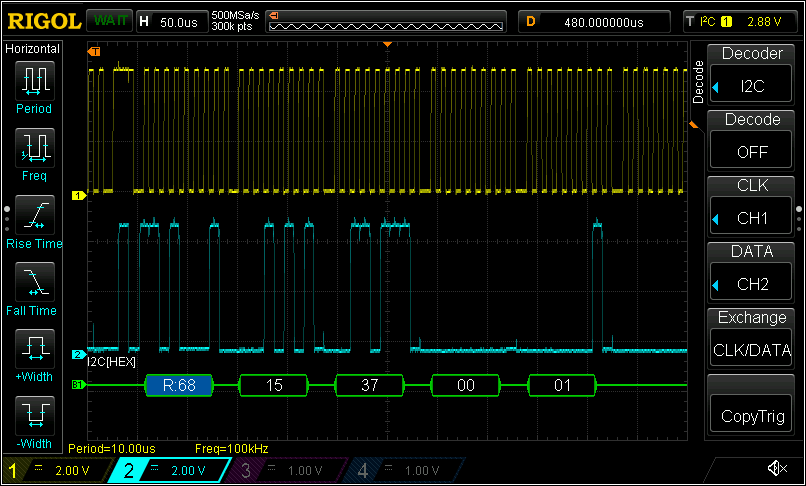 RIGOL WAIT H 50.0us 500MSa/s 300k pts D 480.000000us T I²C 1 2.88 V
Horizontal
Period
Freq
Rise Time
Fall Time
+Width
-Width
T
1
2
I2C[HEX]
B1 R:68 15 37 00 01
Period=10.00us Freq=100kHz
1 2.00 V 2 2.00 V 3 1.00 V 4 1.00 V
Decode
Decoder
I2C
Decode
OFF
CLK
CH1
DATA
CH2
Exchange
CLK/DATA
CopyTrig